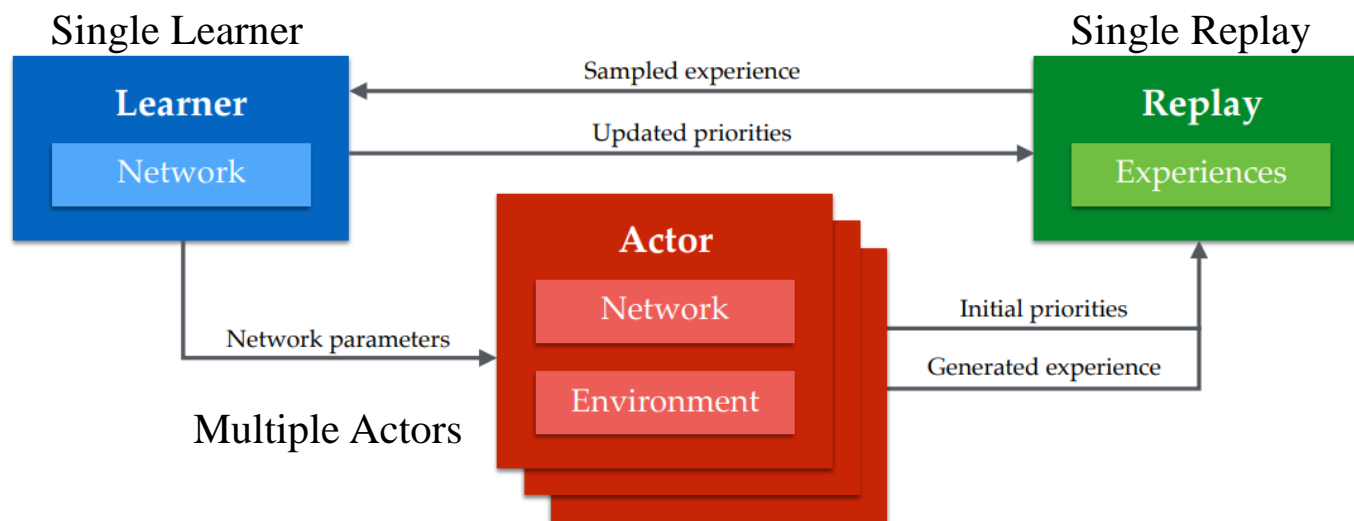 Single Learner
Single Replay
Learner
Network
Sampled experience
Updated priorities
Replay
Experiences
Actor
Network
Environment
Network parameters
Initial priorities
Generated experience
Multiple Actors